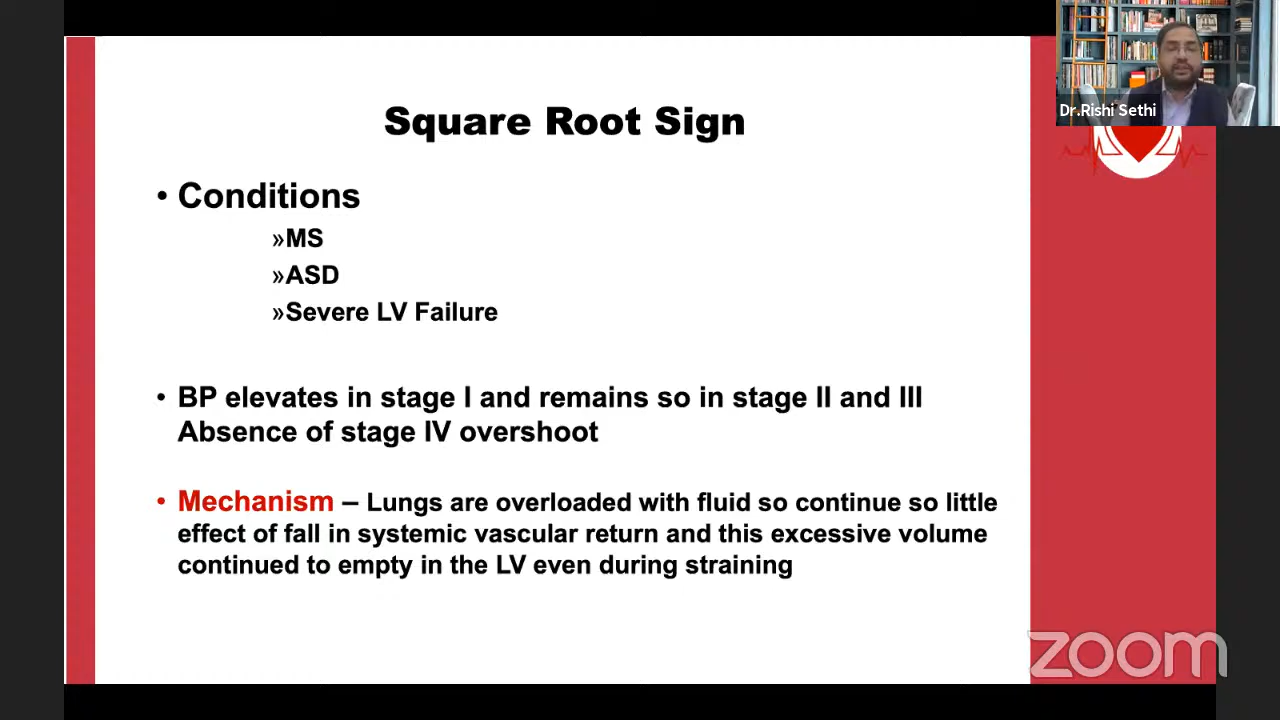 Dr.Rishi Sethi
Square Root Sign
• Conditions
»MS
»ASD
»Severe LV Failure
• BP elevates in stage I and remains so in stage II and III
Absence of stage IV overshoot
• Mechanism – Lungs are overloaded with fluid so continue so little
effect of fall in systemic vascular return and this excessive volume
continued to empty in the LV even during straining
zoom